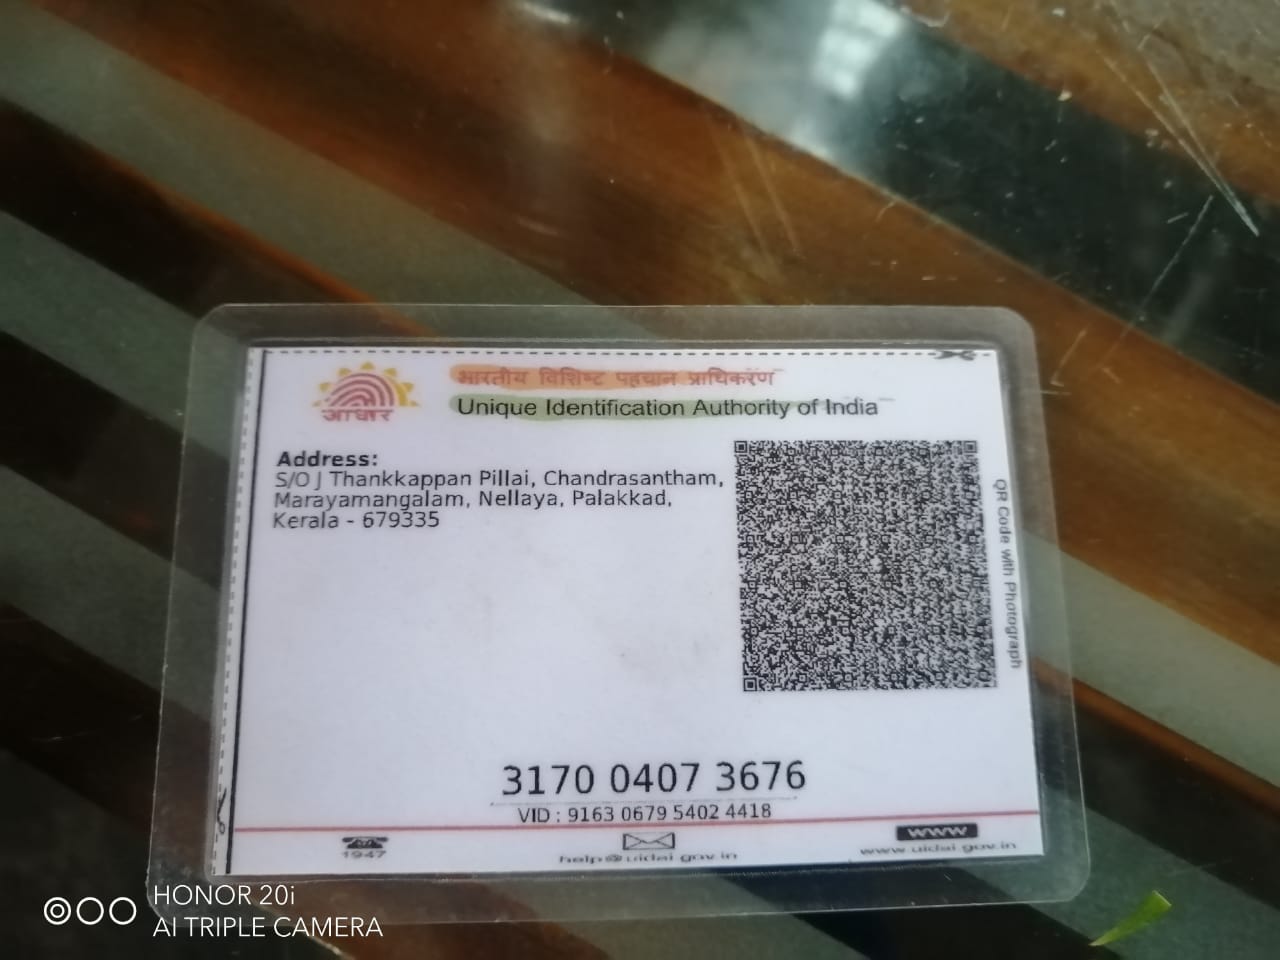 भारतीय विशिष्ट पहचान प्राधिकरण
Unique Identification Authority of India
आधार
Address:
S/O J Thankkappan Pillai, Chandrasantham,
Marayamangalam, Nellaya, Palakkad,
Kerala - 679335
QR Code with Photograph
3170 0407 3676
VID : 9163 0679 5402 4418
1947
help@uidai.gov.in
WWW
www.uidai.gov.in
HONOR 20i
AI TRIPLE CAMERA